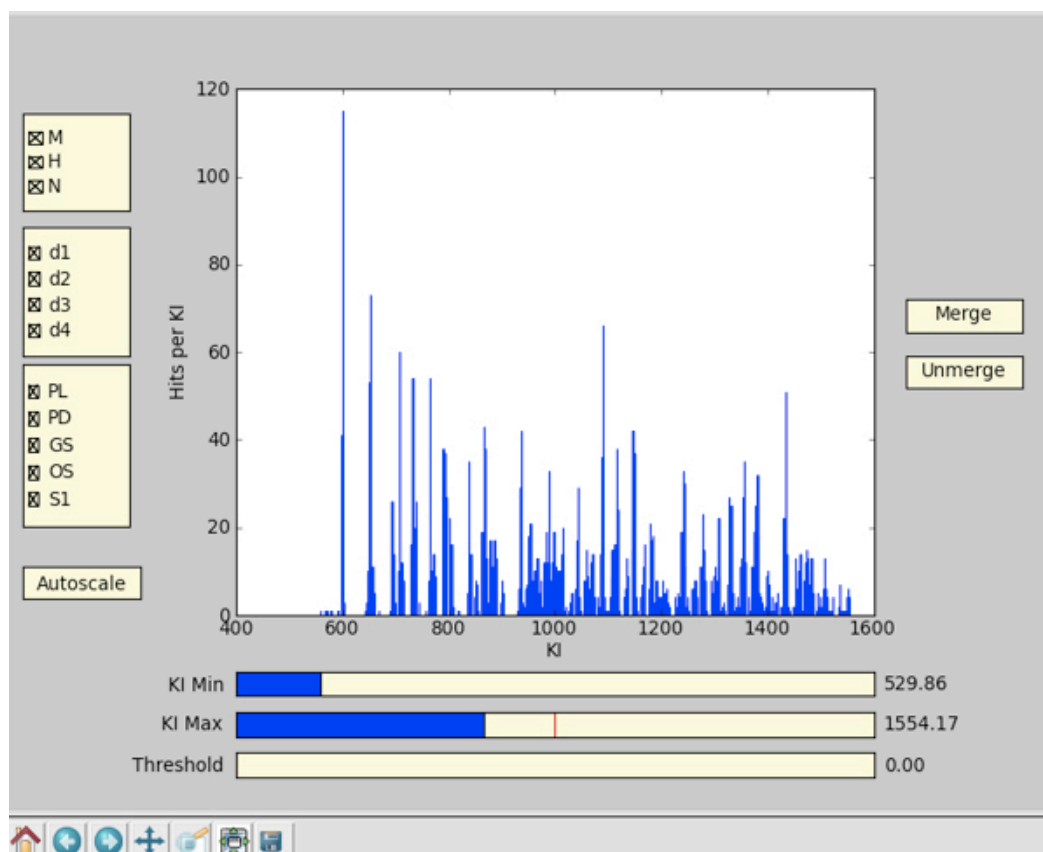 M
H
N
d1
d2
d3
d4
PL
PD
GS
OS
S1
Autoscale
120
100
80
60
40
20
0
Hits per KI
400 600 800 1000 1200 1400 1600
KI
Merge
Unmerge
KI Min 529.86
KI Max 1554.17
Threshold 0.00